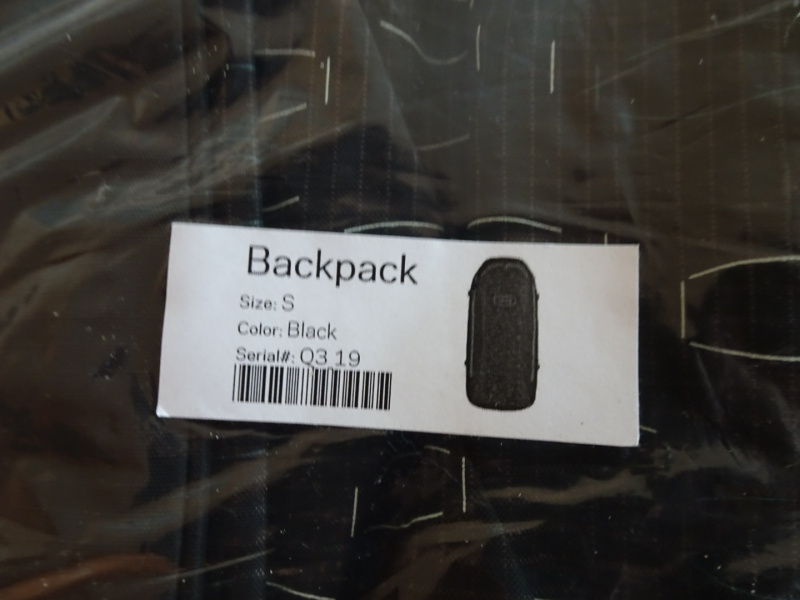 Backpack
Size: S
Color: Black
Serial#: Q3 19